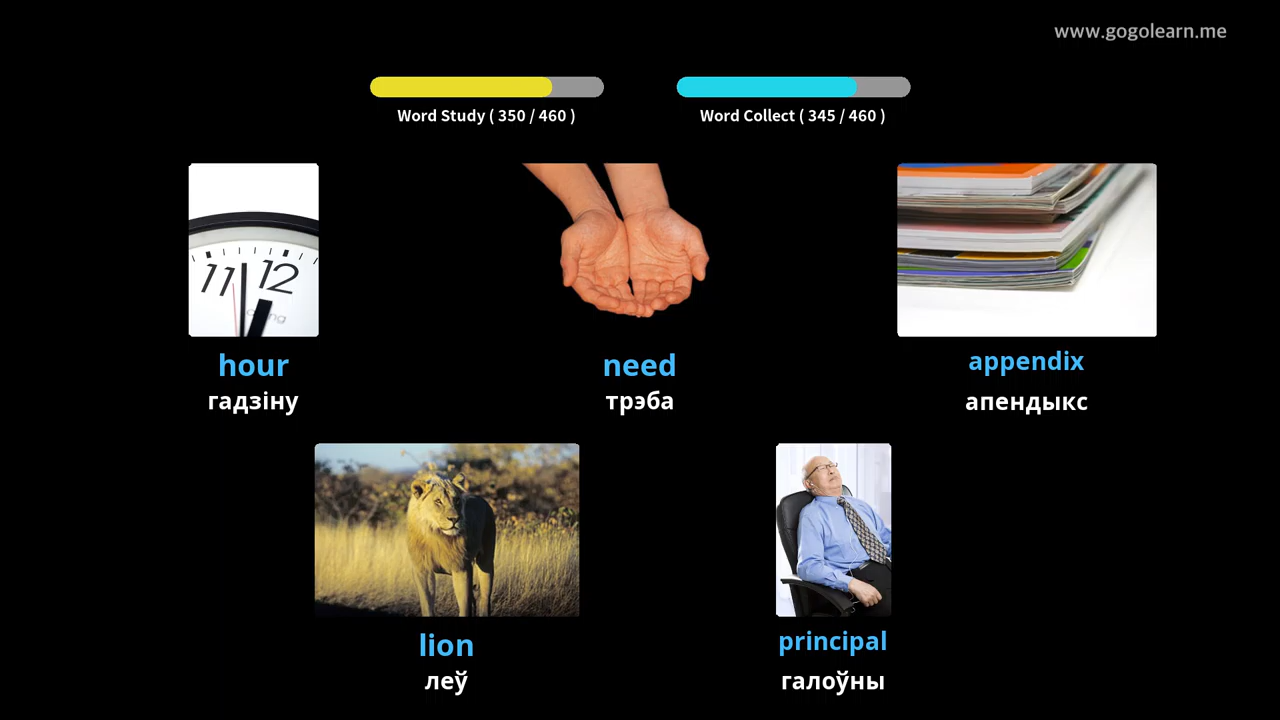 www.gogolearn.me
Word Study ( 350 / 460 )
Word Collect ( 345 / 460 )
11 12
hour
гадзіну
need
трэба
appendix
апендыкс
lion
леў
principal
галоўны